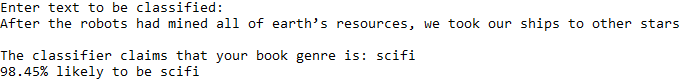 Enter text to be classified:
After the robots had mined all of earth’s resources, we took our ships to other stars
The classifier claims that your book genre is: scifi
98.45% likely to be scifi